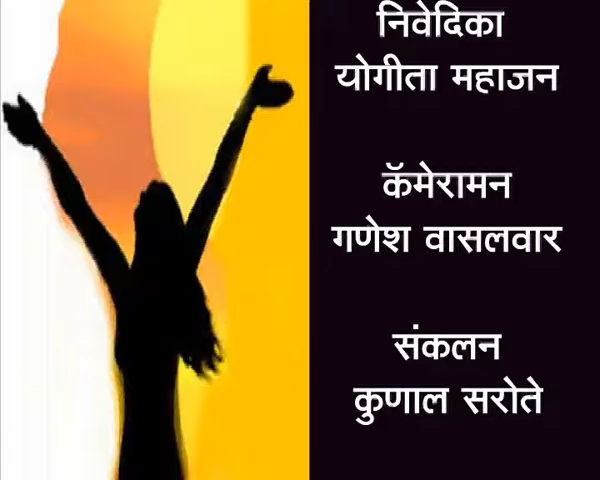 निवेदिका
योगीता महाजन
कॅमेरामन
गणेश वासलवार
संकलन
कुणाल सरोते